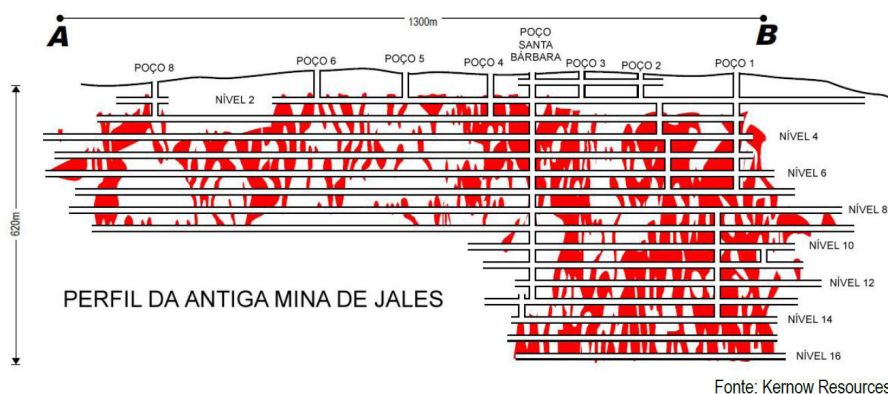 1300m
A
B
POÇO 8
POÇO 6
POÇO 5
POÇO 4
POÇO
SANTA
BÁRBARA
POÇO 3
POÇO 2
POÇO 1
NÍVEL 2
NÍVEL 4
NÍVEL 6
NÍVEL 8
620m
NÍVEL 10
NÍVEL 12
PERFIL DA ANTIGA MINA DE JALES
NÍVEL 14
NÍVEL 16
Fonte: Kernow Resources